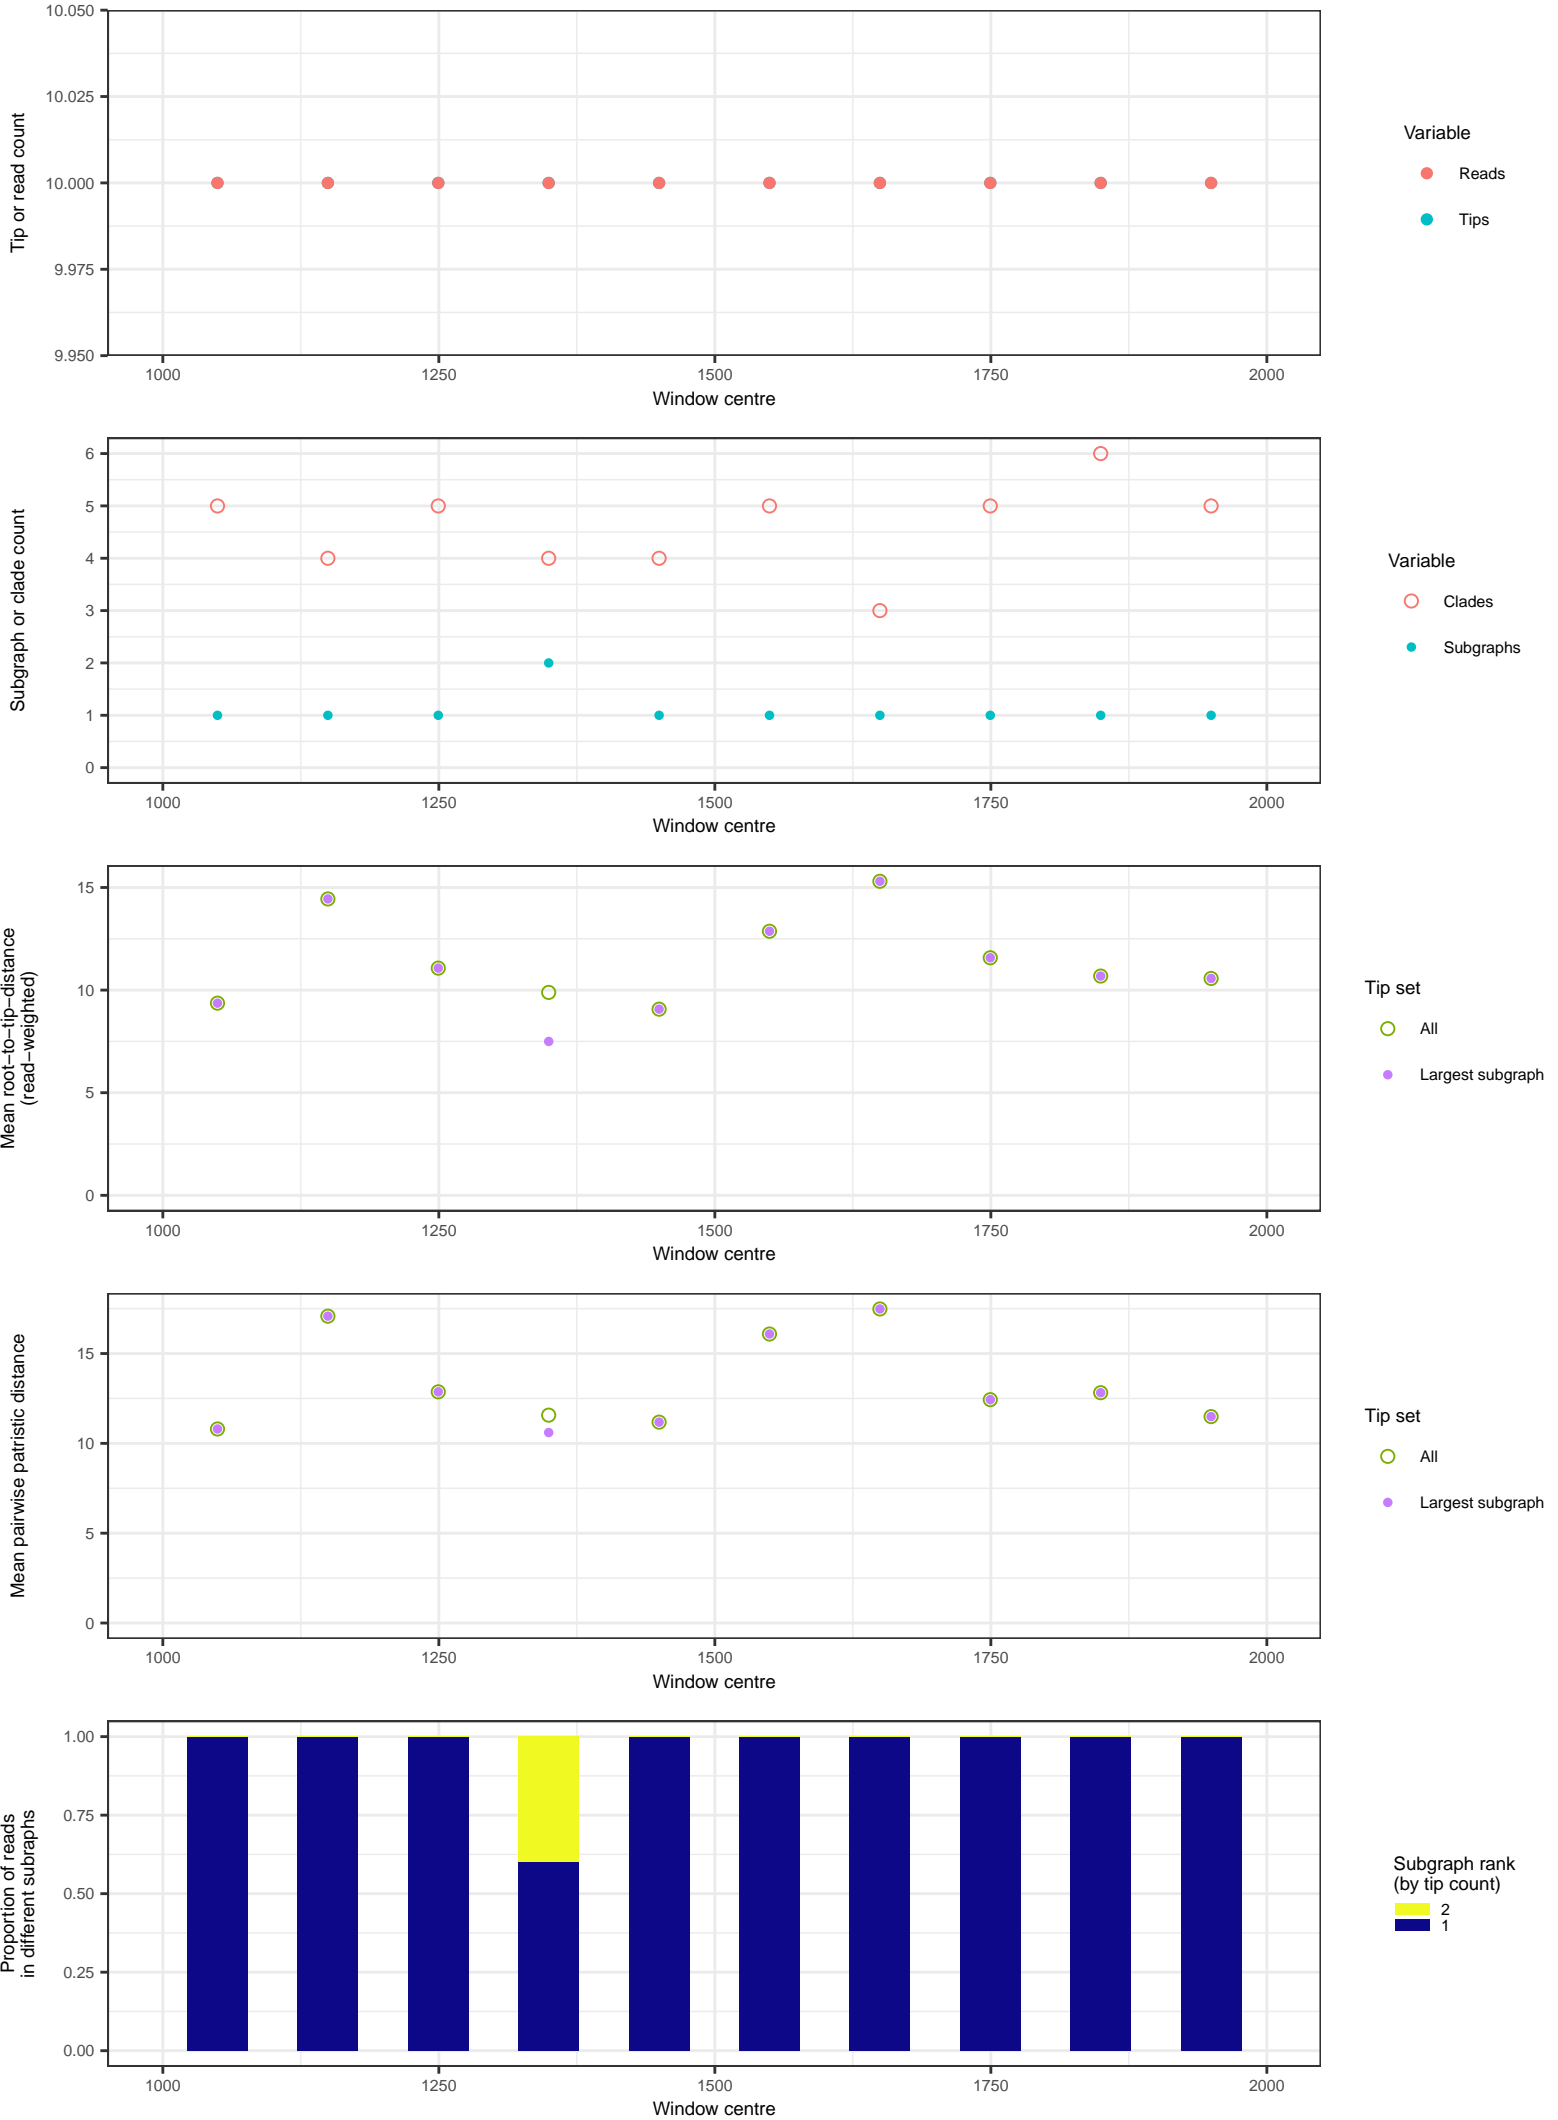 10.050
10.025
10.000
9.975
9.950
Tip or read count
1000 1250 1500 1750 2000
Window centre
Variable
Reads
Tips
6
5
4
3
2
1
0
Subgraph or clade count
1000 1250 1500 1750 2000
Window centre
Variable
Clades
Subgraphs
15
10
5
0
Mean root−to−tip−distance
(read−weighted)
1000 1250 1500 1750 2000
Window centre
Tip set
All
Largest subgraph
15
10
5
0
Mean pairwise patristic distance
1000 1250 1500 1750 2000
Window centre
Tip set
All
Largest subgraph
1.00
0.75
0.50
0.25
0.00
Proportion of reads
in different subraphs
1000 1250 1500 1750 2000
Window centre
Subgraph rank
(by tip count)
2
1